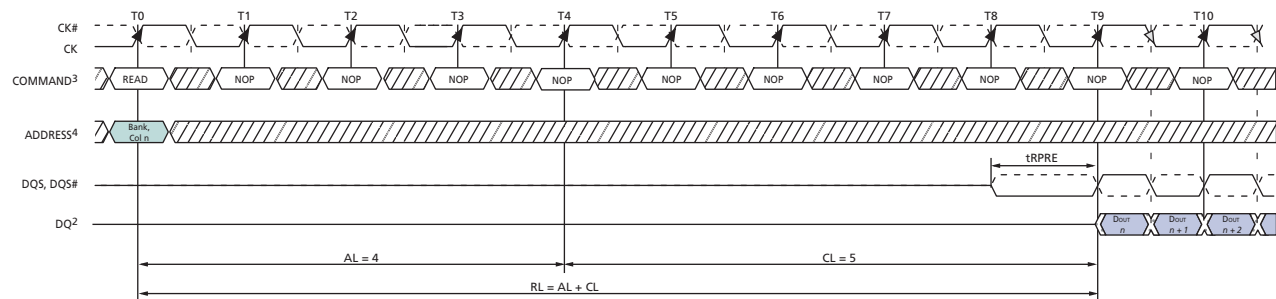 T0 T1 T2 T3 T4 T5 T6 T7 T8 T9 T10
CK#
CK
COMMAND3 READ NOP NOP NOP NOP NOP NOP NOP NOP NOP NOP
ADDRESS4 Bank,
Col n
tRPRE
DQS, DQS#
DQ2 DOUT n DOUT n + 1 DOUT n + 2
AL = 4 CL = 5
RL = AL + CL